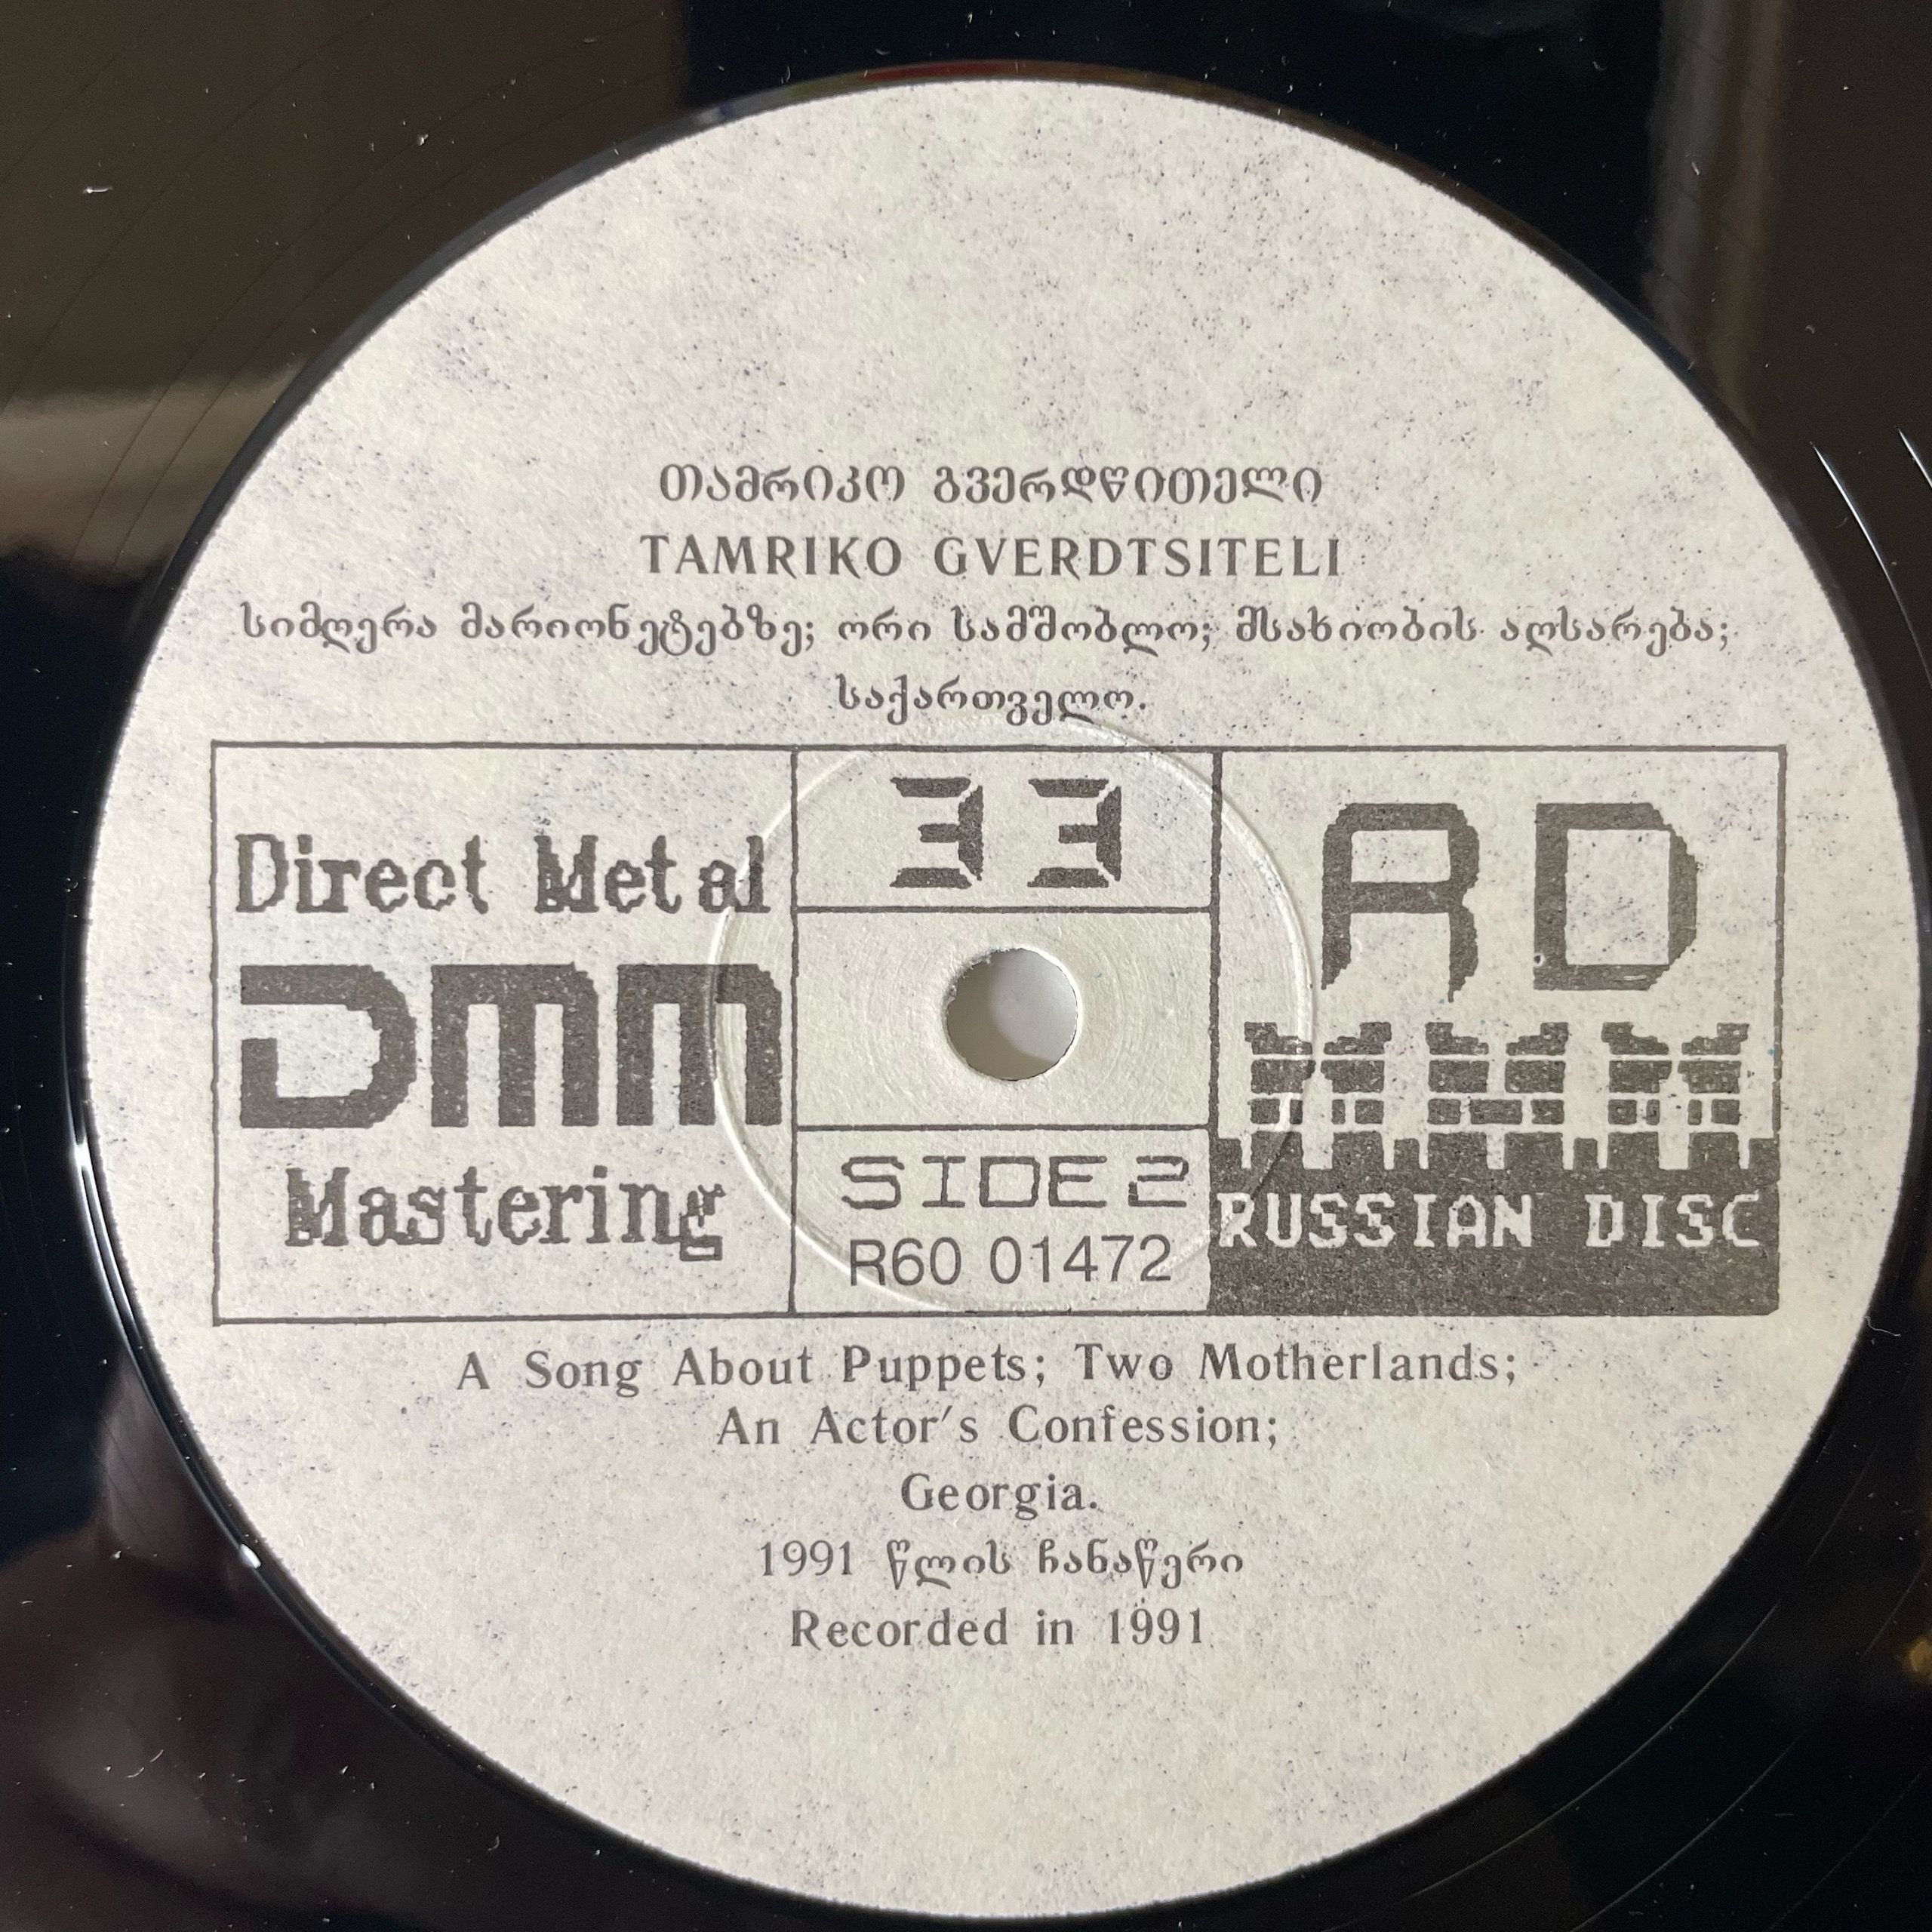 თამრიკო გვერდწითელი
TAMRIKO GVERDTSITELI
სიმღერა მარიონეტებზე; ორი სამშობლო; მსახიობის აღსარება;
საქართველო.
Direct Metal
DMM
Mastering
33
SIDE 2
R60 01472
RD
RUSSIAN DISC
A Song About Puppets; Two Motherlands;
An Actor's Confession;
Georgia.
1991 წლის ჩანაწერი
Recorded in 1991